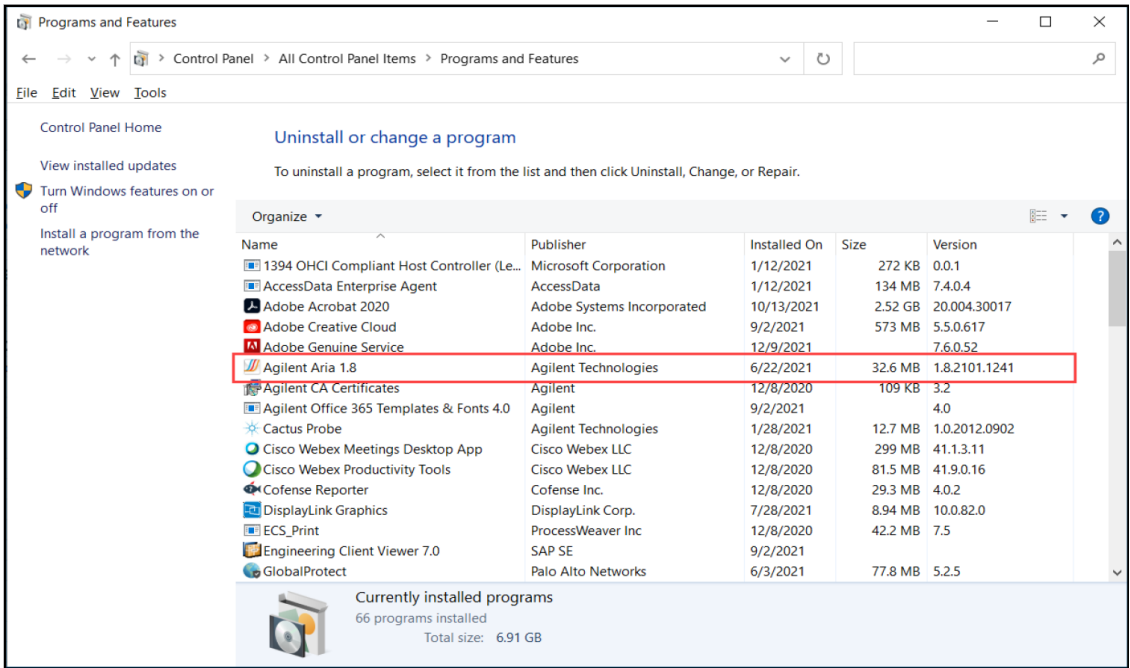 Programs and Features
Control Panel > All Control Panel Items > Programs and Features
File Edit View Tools
Control Panel Home
View installed updates
Turn Windows features on or
off
Install a program from the
network
Uninstall or change a program
To uninstall a program, select it from the list and then click Uninstall, Change, or Repair.
Organize
Name Publisher Installed On Size Version
1394 OHCI Compliant Host Controller (Le... Microsoft Corporation 1/12/2021 272 KB 0.0.1
AccessData Enterprise Agent AccessData 1/12/2021 134 MB 7.4.0.4
Adobe Acrobat 2020 Adobe Systems Incorporated 10/13/2021 2.52 GB 20.004.30017
Adobe Creative Cloud Adobe Inc. 9/2/2021 573 MB 5.5.0.617
Adobe Genuine Service Adobe Inc. 12/9/2021 7.6.0.52
Agilent Aria 1.8 Agilent Technologies 6/22/2021 32.6 MB 1.8.2101.1241
Agilent CA Certificates Agilent 12/8/2020 109 KB 3.2
Agilent Office 365 Templates & Fonts 4.0 Agilent 9/2/2021 4.0
Cactus Probe Agilent Technologies 1/28/2021 12.7 MB 1.0.2012.0902
Cisco Webex Meetings Desktop App Cisco Webex LLC 12/8/2020 299 MB 41.1.3.11
Cisco Webex Productivity Tools Cisco Webex LLC 12/8/2020 81.5 MB 41.9.0.16
Cofense Reporter Cofense Inc. 12/8/2020 29.3 MB 4.0.2
DisplayLink Graphics DisplayLink Corp. 7/28/2021 8.94 MB 10.0.82.0
ECS_Print ProcessWeaver Inc 12/8/2020 42.2 MB 7.5
Engineering Client Viewer 7.0 SAP SE 9/2/2021
GlobalProtect Palo Alto Networks 6/3/2021 77.8 MB 5.2.5
Currently installed programs
66 programs installed
Total size: 6.91 GB